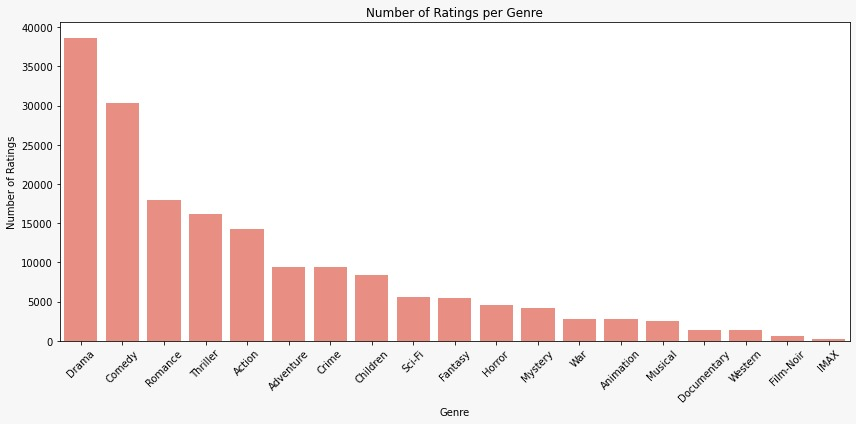 Number of Ratings per Genre
40000
35000
30000
25000
20000
15000
10000
5000
0
Number of Ratings
Drama
Comedy
Romance
Thriller
Action
Adventure
Crime
Children
Sci-Fi
Fantasy
Horror
Mystery
War
Animation
Musical
Documentary
Western
Film-Noir
IMAX
Genre